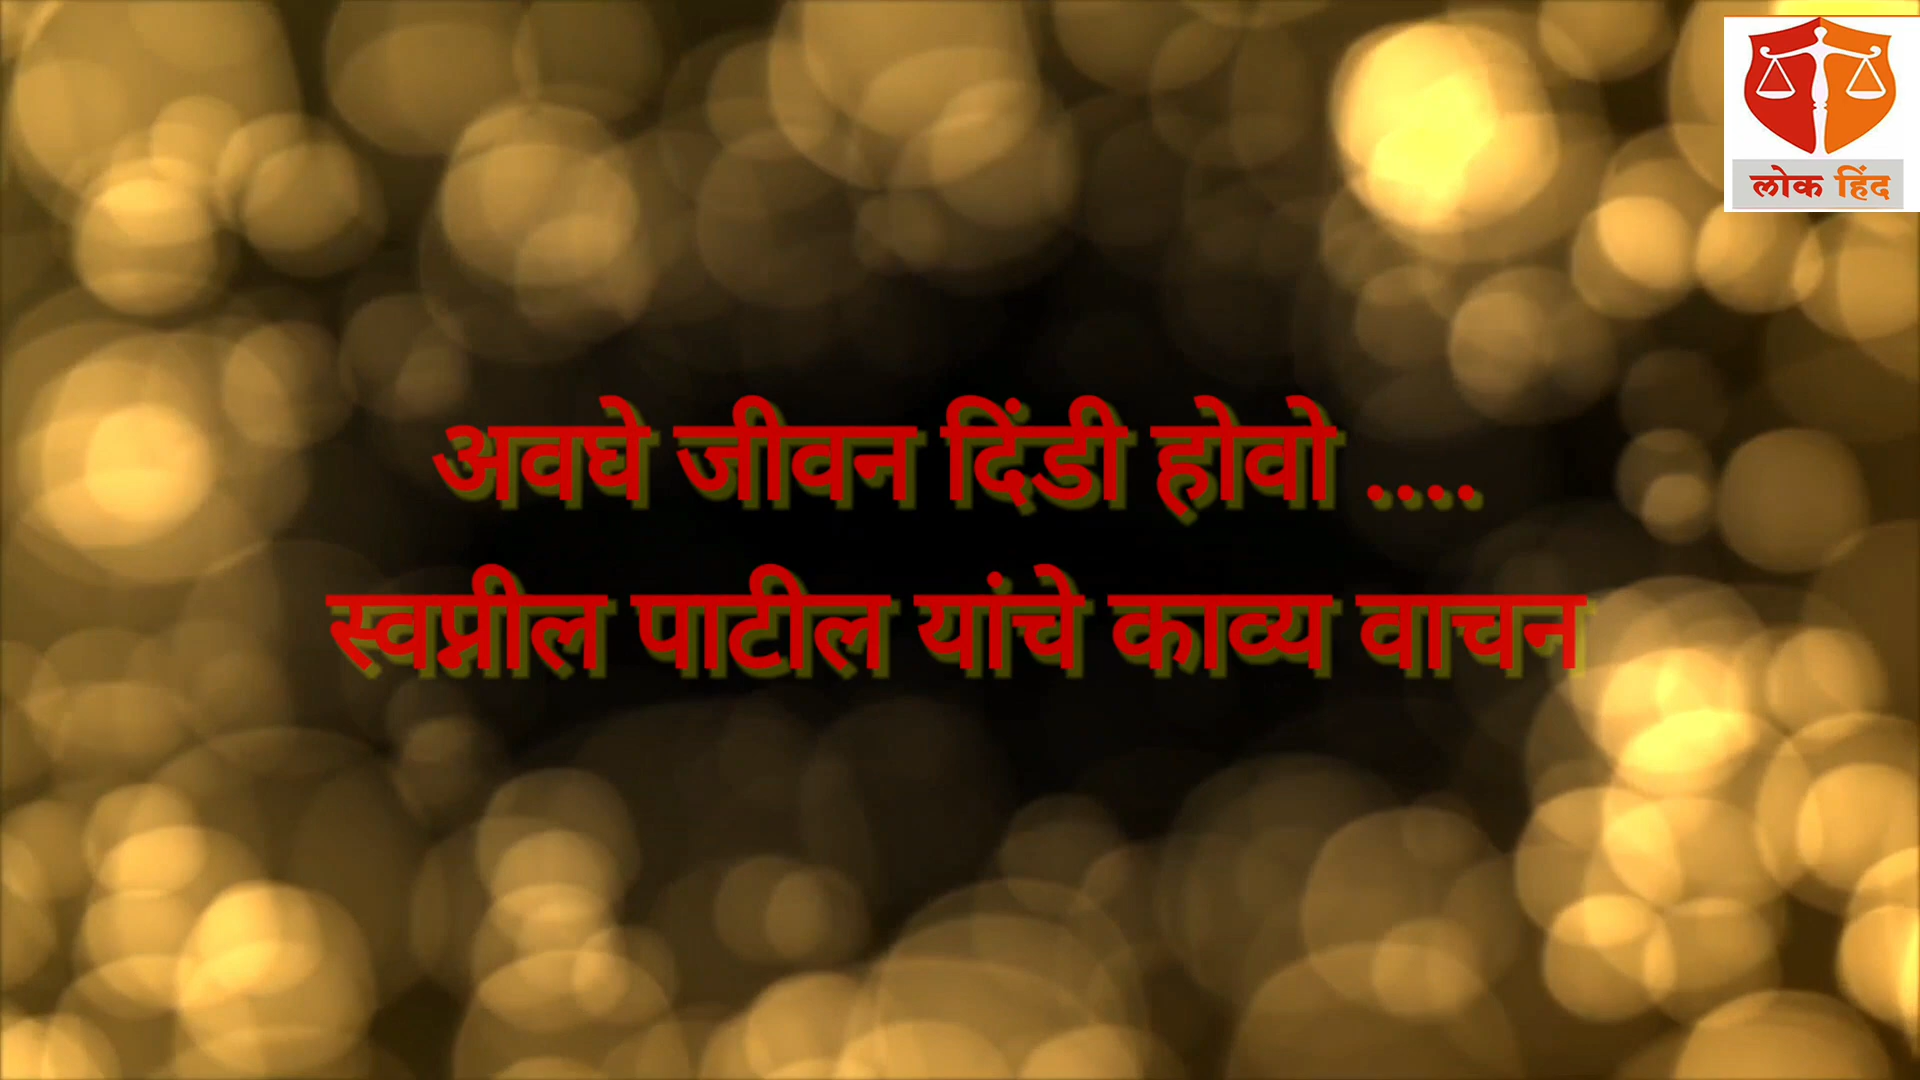 लोक हिंद
अवघे जीवन दिंडी होवो ....
स्वप्नील पाटील यांचे काव्य वाचन